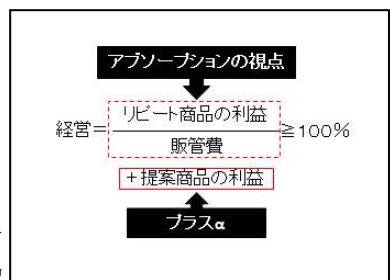 アブソープションの視点
リピート商品の利益
経営= ≧100%
販管費
+提案商品の利益
プラスα